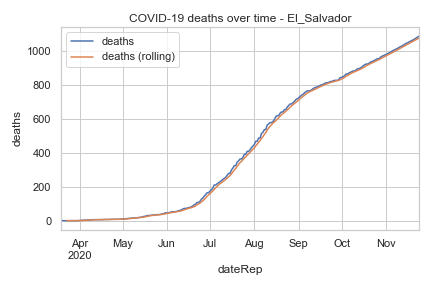 COVID-19 deaths over time - El_Salvador
deaths
deaths (rolling)
deaths
1000
800
600
400
200
0
Apr May Jun Jul Aug Sep Oct Nov
2020
dateRep